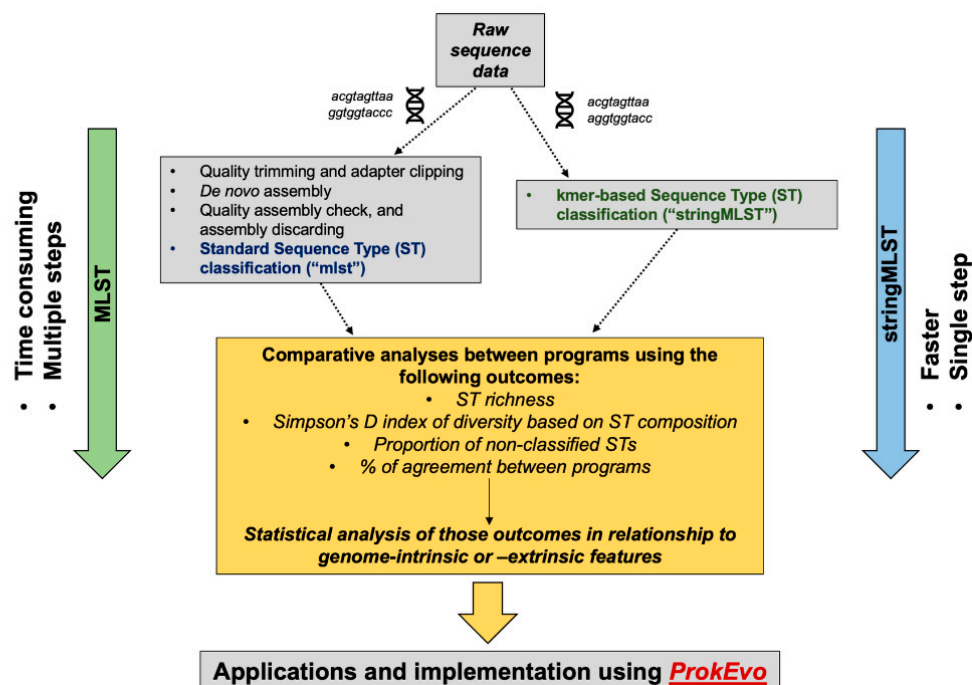 Raw
sequence
data
acgtagttaa
ggtggtaccc
acgtagttaa
aggtggtacc
• Time consuming
• Multiple steps
MLST
• Quality trimming and adapter clipping
• De novo assembly
• Quality assembly check, and
assembly discarding
• Standard Sequence Type (ST)
classification (“mlst”)
• kmer-based Sequence Type (ST)
classification (“stringMLST”)
stringMLST
• Faster
• Single step
Comparative analyses between programs using the
following outcomes:
• ST richness
• Simpson’s D index of diversity based on ST composition
• Proportion of non-classified STs
• % of agreement between programs
Statistical analysis of those outcomes in relationship to
genome-intrinsic or –extrinsic features
Applications and implementation using ProkEvo